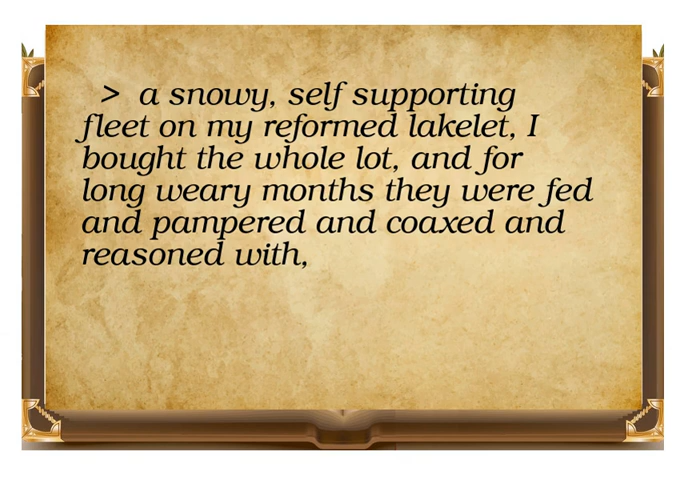 > a snowy, self supporting
fleet on my reformed lakelet, I
bought the whole lot, and for
long weary months they were fed
and pampered and coaxed and
reasoned with,